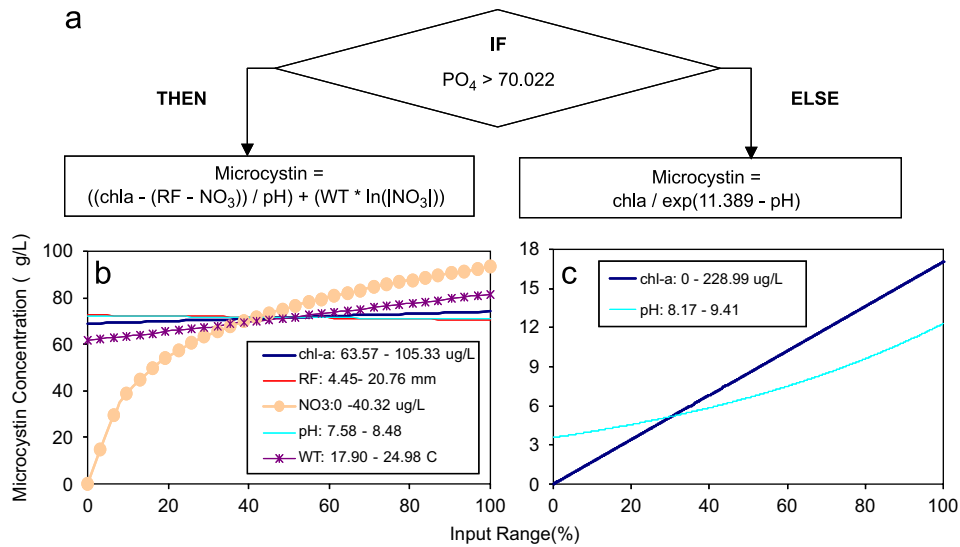 a
IF
PO4 > 70.022
THEN
ELSE
Microcystin =
((chla - (RF - NO3)) / pH) + (WT * ln(|NO3|))
Microcystin =
chla / exp(11.389 - pH)
Microcystin Concentration ( g/L)
b
100
80
60
40
20
0
chl-a: 63.57 - 105.33 ug/L
RF: 4.45- 20.76 mm
NO3:0 -40.32 ug/L
pH: 7.58 - 8.48
WT: 17.90 - 24.98 C
0 20 40 60 80 100
c
18
15
12
9
6
3
0
chl-a: 0 - 228.99 ug/L
pH: 8.17 - 9.41
0 20 40 60 80 100
Input Range(%)